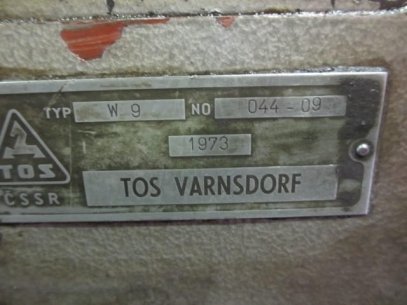 TYP W 9 NO 044-09
1973
TOS
ČSSR
TOS VARNSDORF